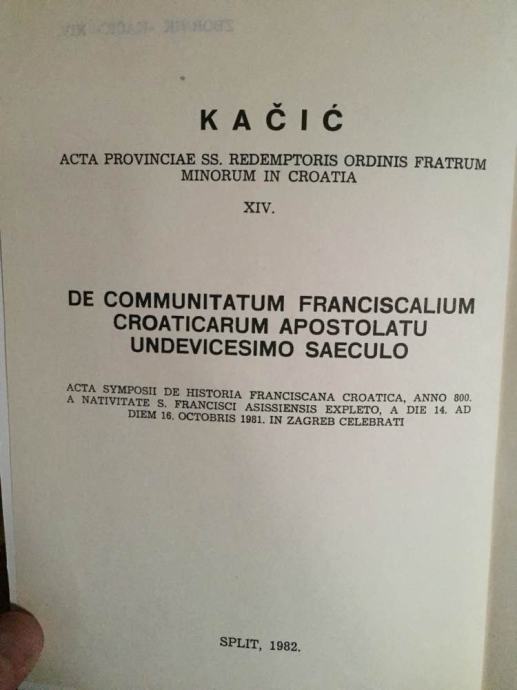 KAČIĆ
ACTA PROVINCIAE SS. REDEMPTORIS ORDINIS FRATRUM
MINORUM IN CROATIA
XIV.
DE COMMUNITATUM FRANCISCALIUM
CROATICARUM APOSTOLATU
UNDEVICESIMO SAECULO
ACTA SYMPOSII DE HISTORIA FRANCISCANA CROATICA, ANNO 800.
A NATIVITATE S. FRANCISCI ASISSIENSIS EXPLETO, A DIE 14. AD
DIEM 16. OCTOBRIS 1981. IN ZAGREB CELEBRATI
SPLIT, 1982.